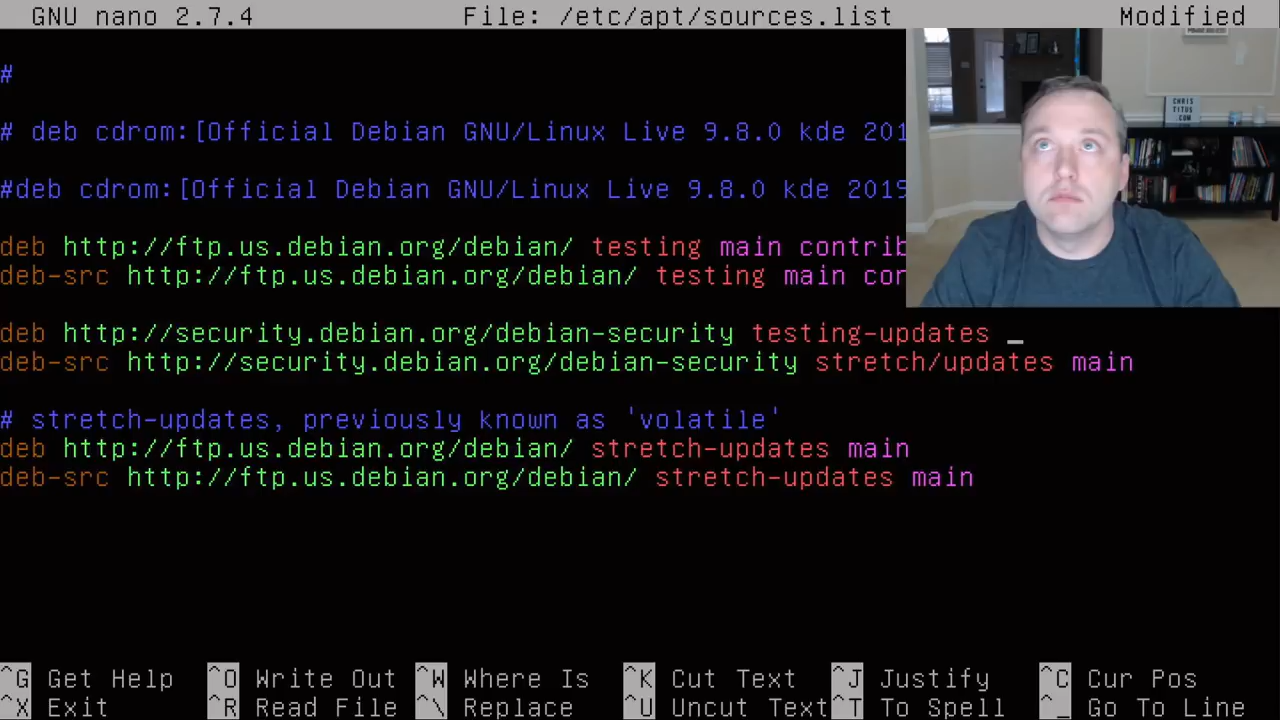 GNU nano 2.7.4 File: /etc/apt/sources.list Modified
#
# deb cdrom:[Official Debian GNU/Linux Live 9.8.0 kde 201
#deb cdrom:[Official Debian GNU/Linux Live 9.8.0 kde 2019
deb http://ftp.us.debian.org/debian/ testing main contrib
deb-src http://ftp.us.debian.org/debian/ testing main con
deb http://security.debian.org/debian-security testing-updates _
deb-src http://security.debian.org/debian-security stretch/updates main
# stretch-updates, previously known as 'volatile'
deb http://ftp.us.debian.org/debian/ stretch-updates main
deb-src http://ftp.us.debian.org/debian/ stretch-updates main
CHRIS
TITUS
.COM
^G Get Help ^O Write Out ^W Where Is ^K Cut Text ^J Justify ^C Cur Pos
^X Exit ^R Read File ^\ Replace ^U Uncut Text ^T To Spell ^_ Go To Line